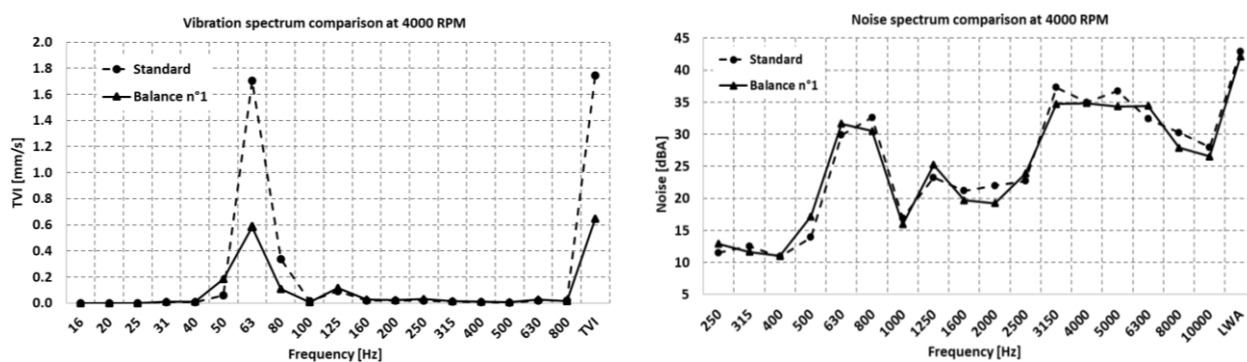 Vibration spectrum comparison at 4000 RPM
2.0
1.8
1.6
1.4
1.2
1.0
0.8
0.6
0.4
0.2
0.0
TVI [mm/s]
Standard
Balance n°1
16 20 25 31 40 50 63 80 100 125 160 200 250 315 400 500 630 800 TVI
Frequency [Hz]
Noise spectrum comparison at 4000 RPM
45
40
35
30
25
20
15
10
5
Noise [dBA]
Standard
Balance n°1
250 315 400 500 630 800 1000 1250 1600 2000 2500 3150 4000 5000 6300 8000 10000 LWA
Frequency [Hz]